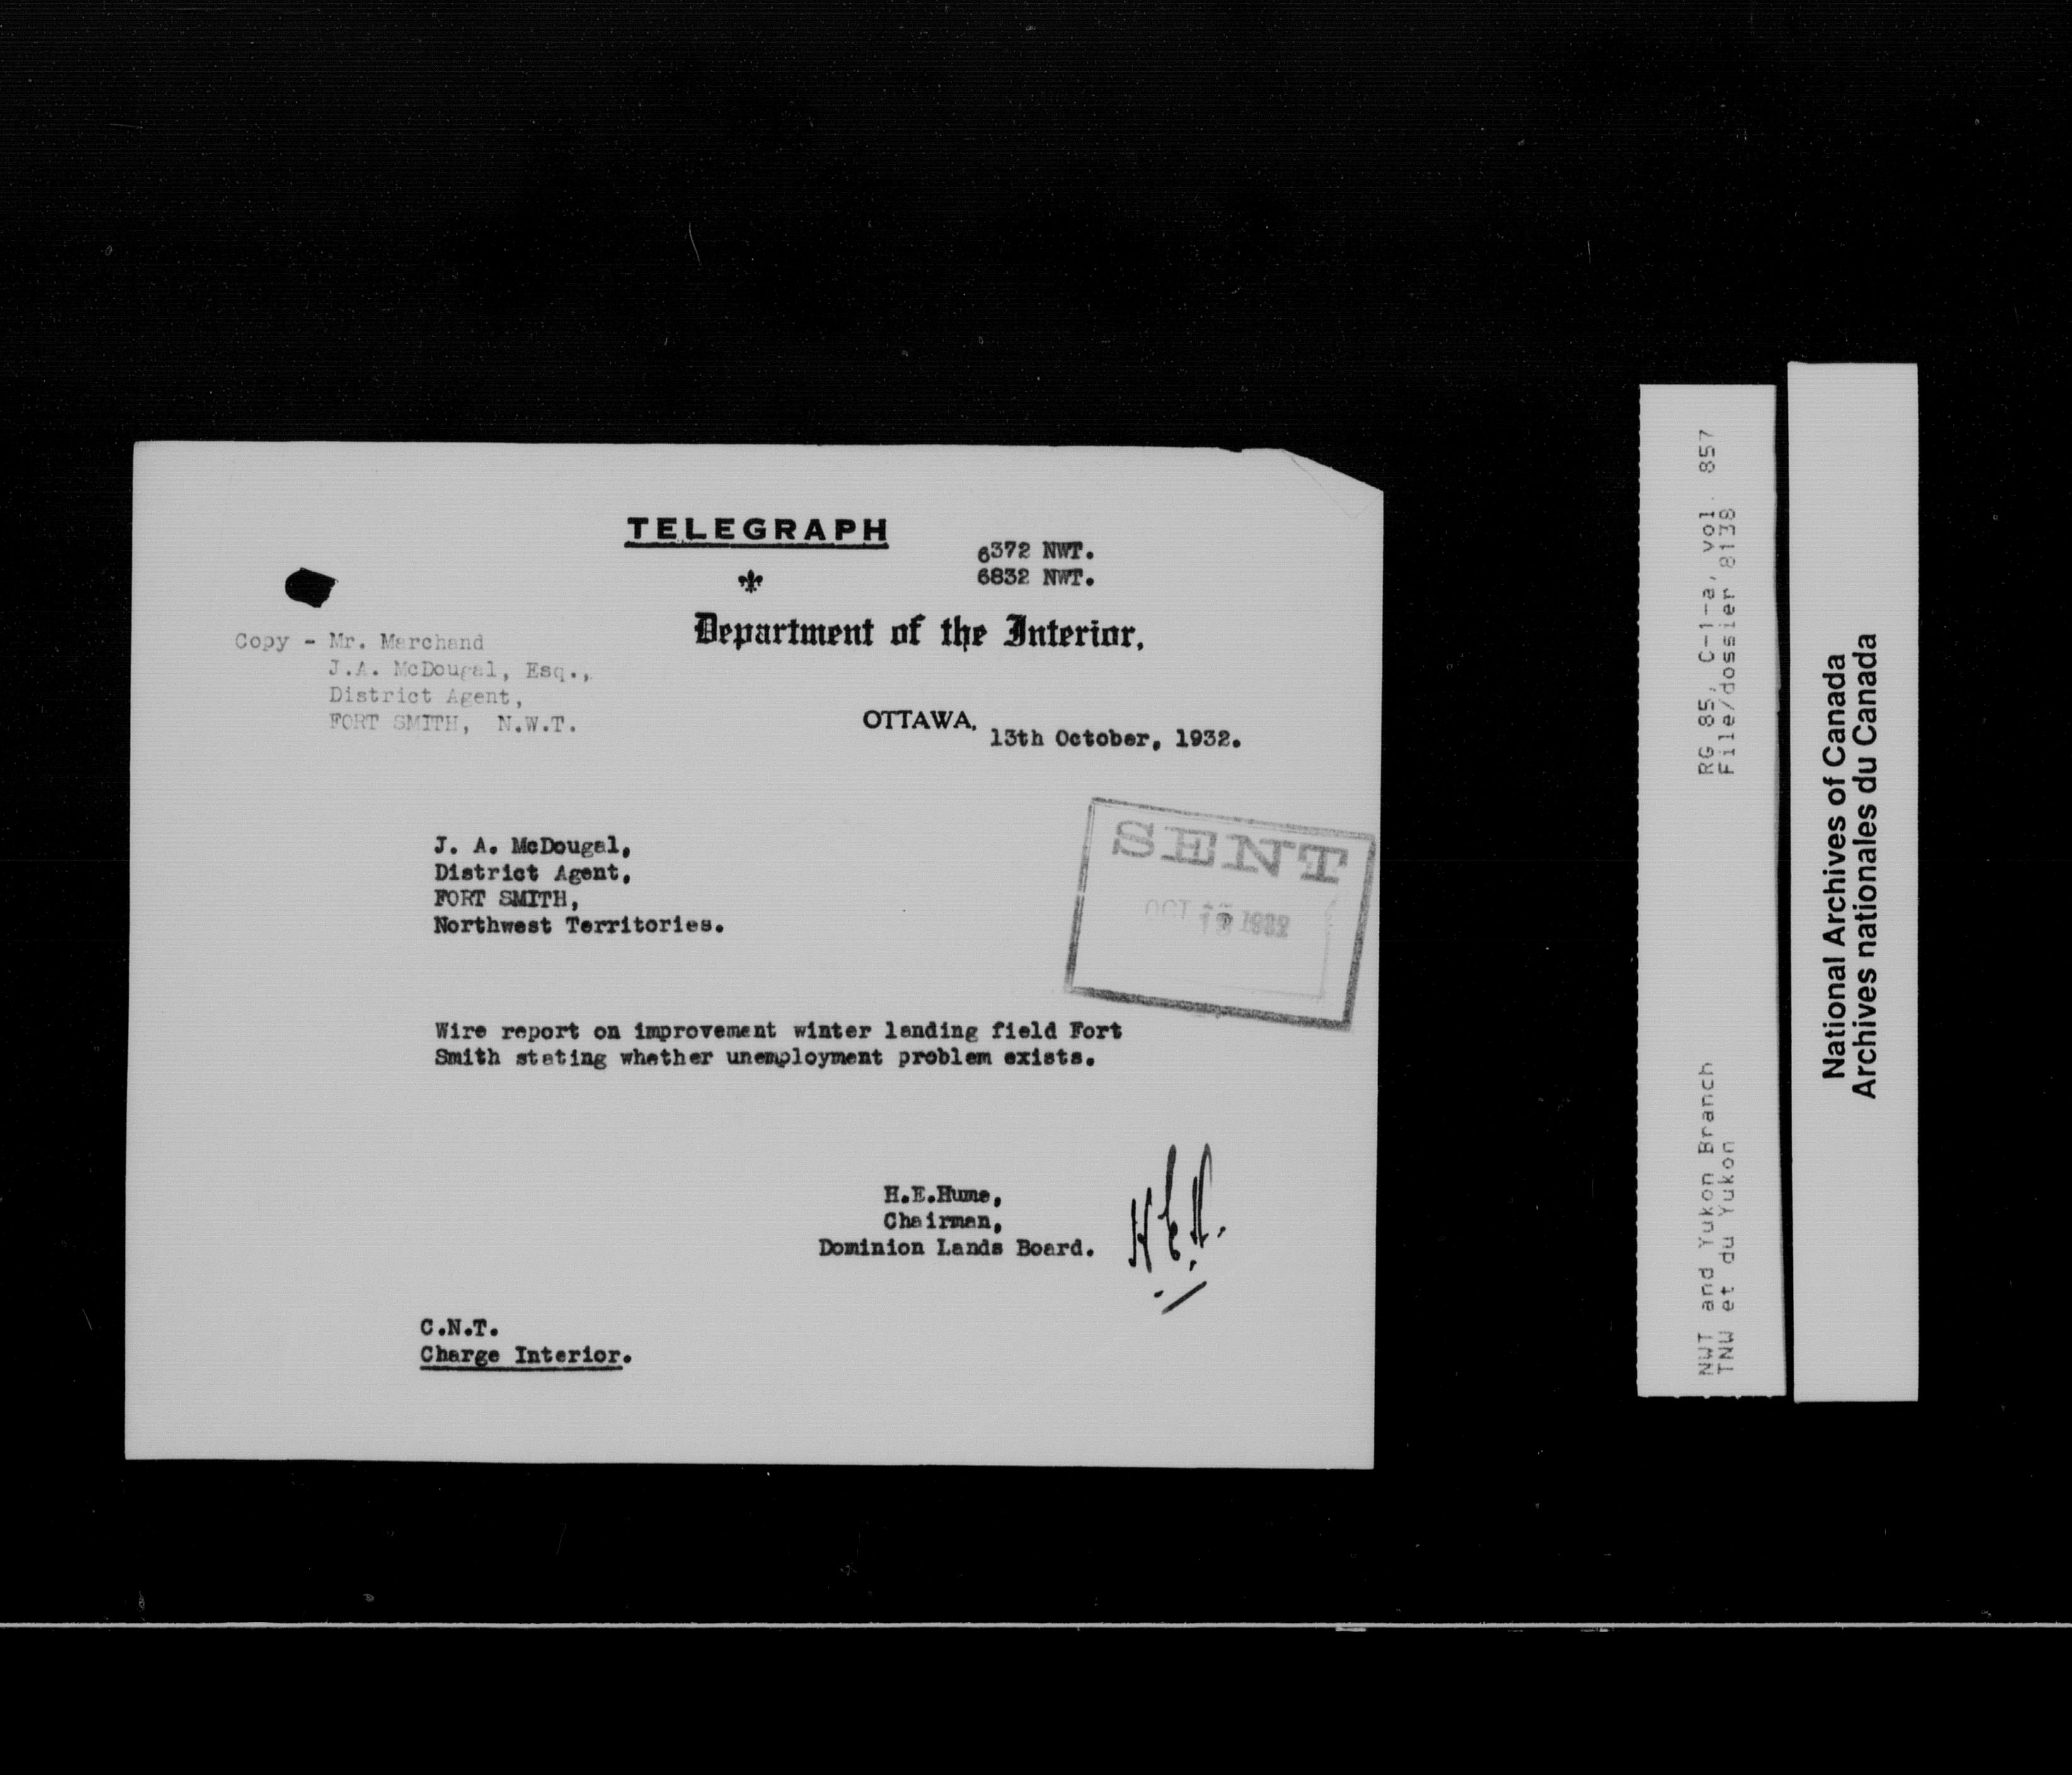 TELEGRAPH
6372 NWT.
6832 NWT.
Department of the Interior,
Copy - Mr. Marchand
J.A. McDougal, Esq.,
District Agent,
FORT SMITH, N.W.T.
OTTAWA, 13th October, 1932.
J. A. McDougal,
District Agent,
FORT SMITH,
Northwest Territories.
SENT
OCT 1932
Wire report on improvement winter landing field Fort
Smith stating whether unemployment problem exists.
H.E.Hume,
Chairman,
Dominion Lands Board.
H.E.H.
C.N.T.
Charge Interior.
RG 85, C-1-a, vol. 857
File/dossier 8138
NWT and Yukon Branch
TNW et du Yukon
National Archives of Canada
Archives nationales du Canada